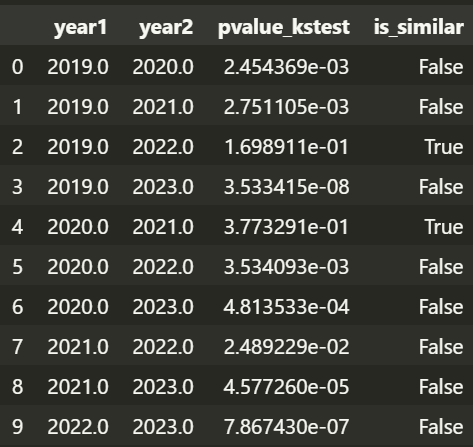 year1 year2 pvalue_kstest is_similar
0 2019.0 2020.0 2.454369e-03 False
1 2019.0 2021.0 2.751105e-03 False
2 2019.0 2022.0 1.698911e-01 True
3 2019.0 2023.0 3.533415e-08 False
4 2020.0 2021.0 3.773291e-01 True
5 2020.0 2022.0 3.534093e-03 False
6 2020.0 2023.0 4.813533e-04 False
7 2021.0 2022.0 2.489229e-02 False
8 2021.0 2023.0 4.577260e-05 False
9 2022.0 2023.0 7.867430e-07 False